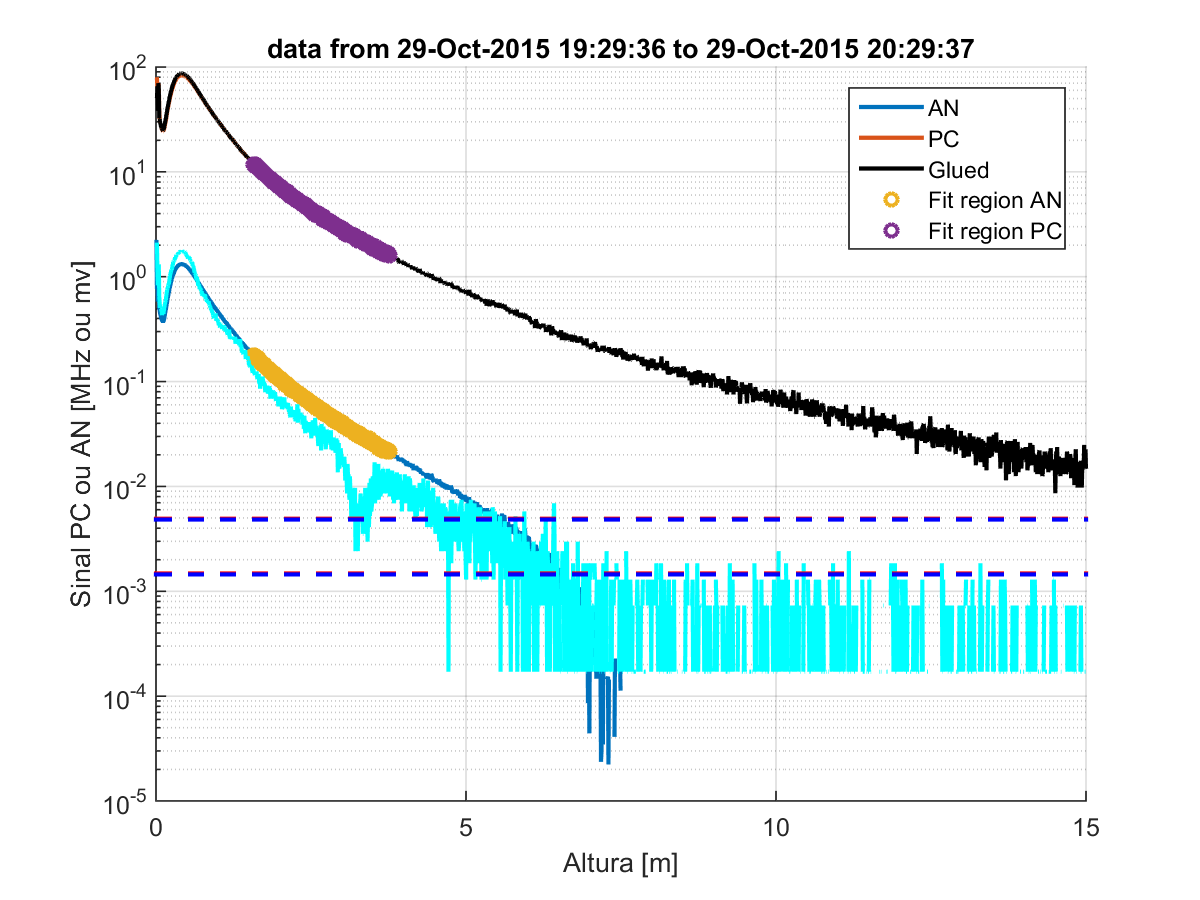 data from 29-Oct-2015 19:29:36 to 29-Oct-2015 20:29:37
AN
PC
Glued
Fit region AN
Fit region PC
Sinal PC ou AN [MHz ou mv]
10^2
10^1
10^0
10^-1
10^-2
10^-3
10^-4
10^-5
0 5 10 15
Altura [m]